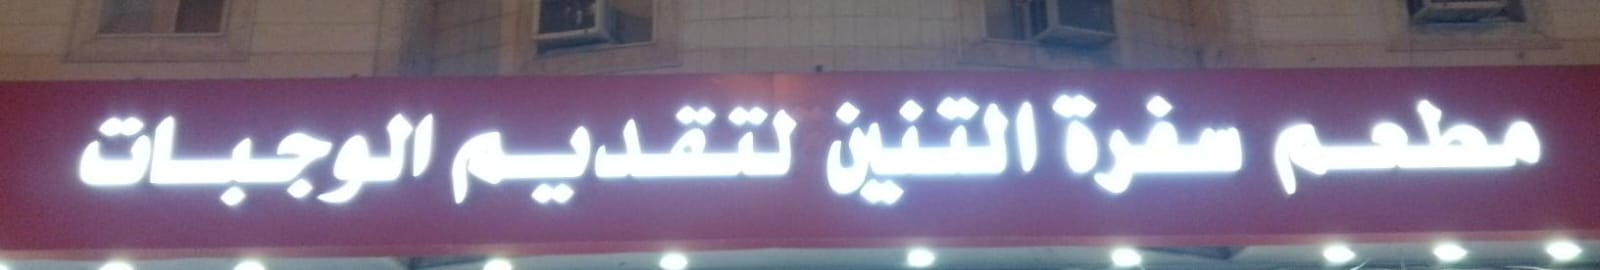 مطعم سفرة التنين لتقديم الوجبات